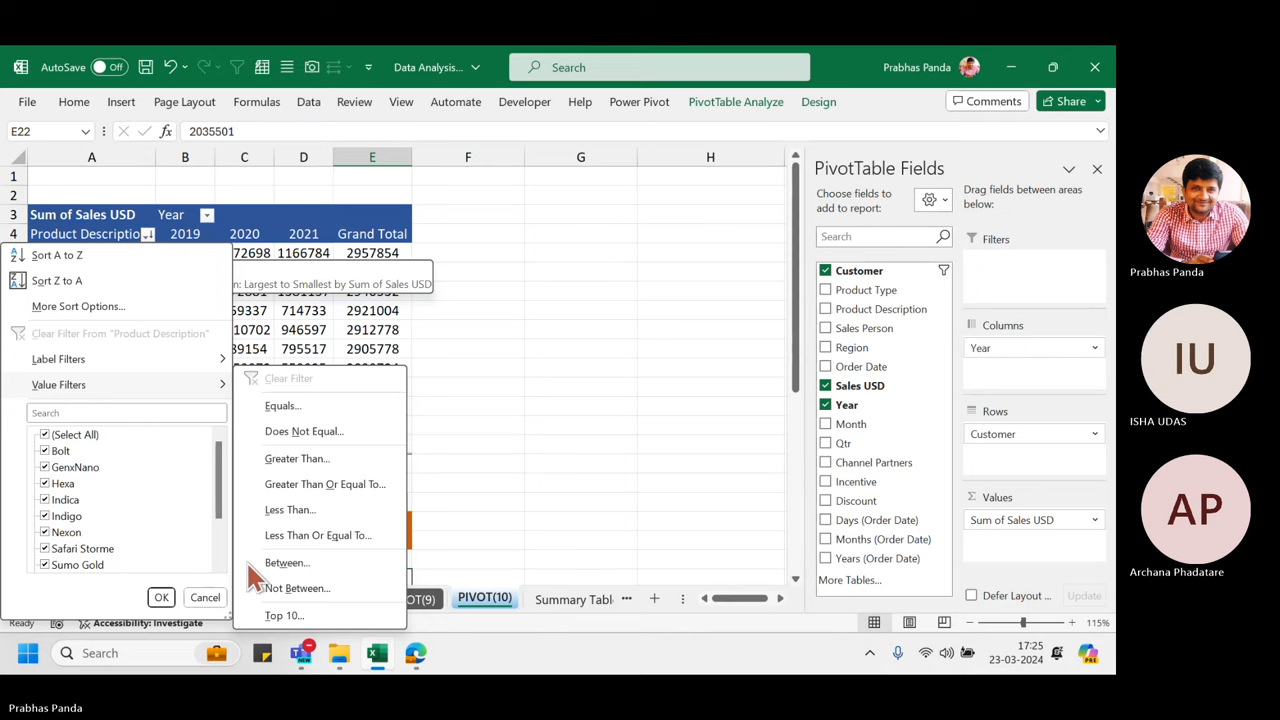 AutoSave Off
Data Analysis...
Search
Prabhas Panda
File Home Insert Page Layout Formulas Data Review View Automate Developer Help Power Pivot PivotTable Analyze Design
Comments
Share
E22
fx
2035501
A B C D E F G H
1
2
3 Sum of Sales USD Year
4 Product Descriptio 2019 2020 2021 Grand Total
72698 1166784 2957854
n: Largest to Smallest by Sum of Sales USD
59337 714733 2921004
10702 946597 2912778
89154 795517 2905778
Sort A to Z
Sort Z to A
More Sort Options...
Clear Filter From "Product Description"
Label Filters
Value Filters
Search
(Select All)
Bolt
GenxNano
Hexa
Indica
Indigo
Nexon
Safari Storme
Sumo Gold
OK
Cancel
Clear Filter
Equals...
Does Not Equal...
Greater Than...
Greater Than Or Equal To...
Less Than...
Less Than Or Equal To...
Between...
Not Between...
Top 10...
PivotTable Fields
Choose fields to add to report:
Search
Customer
Product Type
Product Description
Sales Person
Region
Order Date
Sales USD
Year
Month
Qtr
Channel Partners
Incentive
Discount
Days (Order Date)
Months (Order Date)
Years (Order Date)
More Tables...
Drag fields between areas below:
Filters
Columns
Year
Rows
Customer
Values
Sum of Sales USD
Defer Layout ...
Update
OT(9)
PIVOT(10)
Summary Tabl
Ready
Accessibility: Investigate
115%
Search
NEW
PRE
17:25
23-03-2024
Prabhas Panda
IU
ISHA UDAS
AP
Archana Phadatare
Prabhas Panda